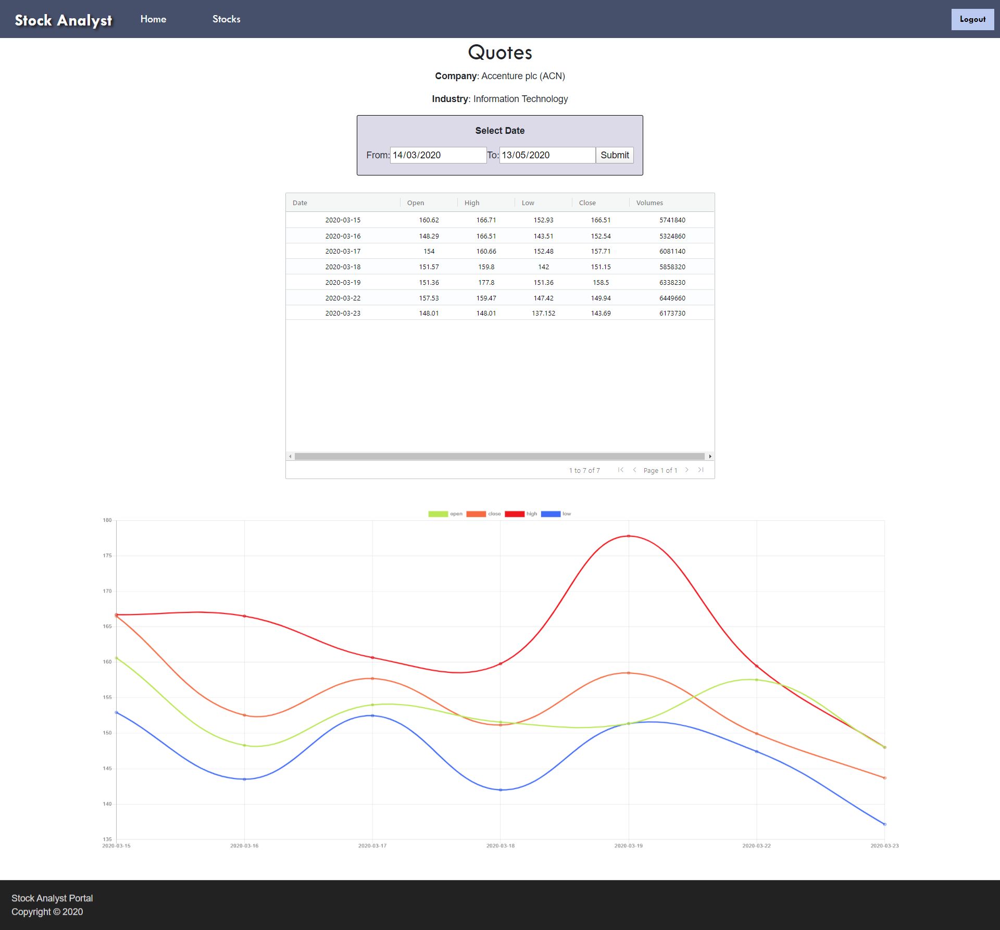 Stock Analyst Home Stocks Logout
Quotes
Company: Accenture plc (ACN)
Industry: Information Technology
Select Date
From: 14/03/2020 To: 13/05/2020 Submit
Date Open High Low Close Volumes
2020-03-15 160.62 166.71 152.93 166.51 5741840
2020-03-16 148.29 166.51 143.51 152.54 5324860
2020-03-17 154 160.66 152.48 157.71 6081140
2020-03-18 151.57 159.8 142 151.15 5858320
2020-03-19 151.36 177.8 151.36 158.5 6338230
2020-03-22 157.53 159.47 147.42 149.94 6449660
2020-03-23 148.01 148.01 137.152 143.69 6173730
1 to 7 of 7 Page 1 of 1
open close high low
180
175
170
165
160
155
150
145
140
135
2020-03-15 2020-03-16 2020-03-17 2020-03-18 2020-03-19 2020-03-22 2020-03-23
Stock Analyst Portal
Copyright © 2020